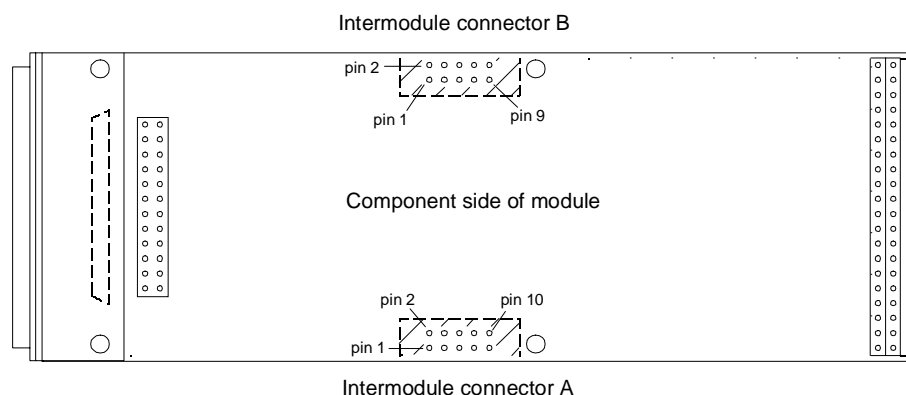 Intermodule connector B
pin 2
pin 1
pin 9
Component side of module
pin 2
pin 10
pin 1
Intermodule connector A